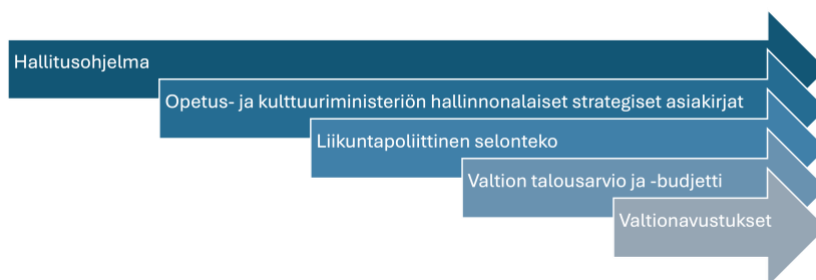 Hallitusohjelma
Opetus- ja kulttuuriministeriön hallinnonalaiset strategiset asiakirjat
Liikuntapoliittinen selonteko
Valtion talousarvio ja -budjetti
Valtionavustukset